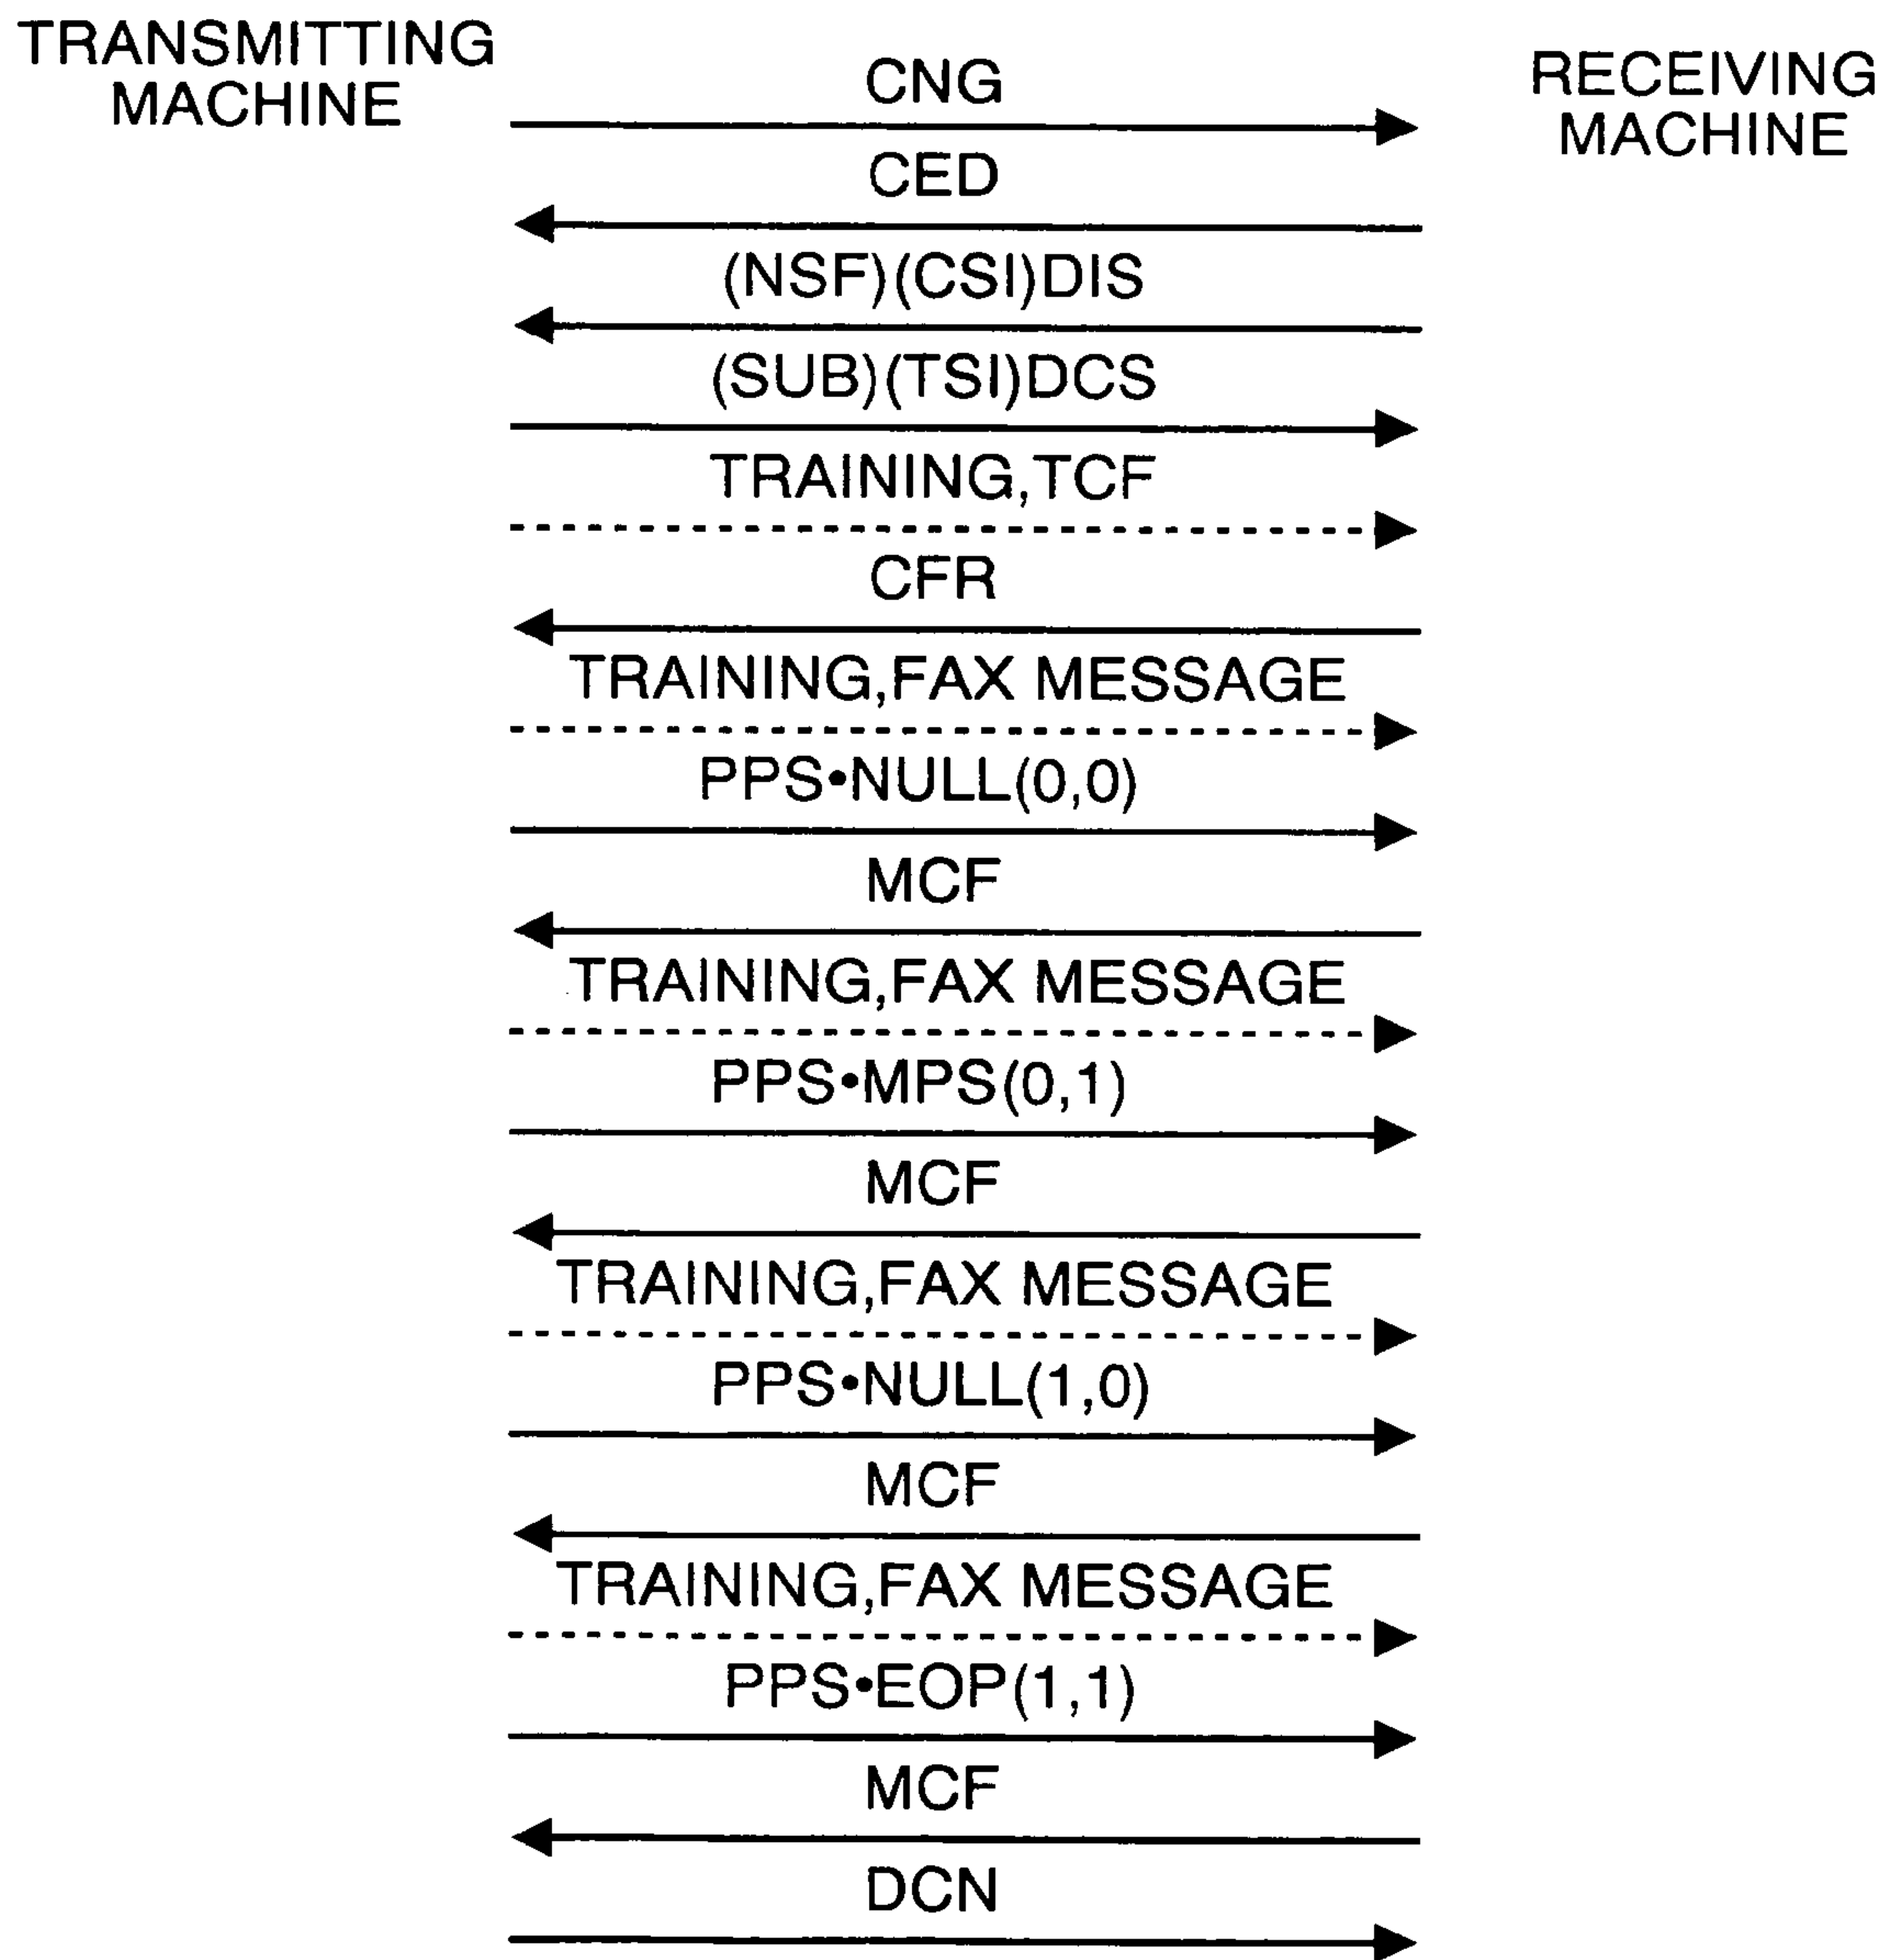 TRANSMITTING
MACHINE
RECEIVING
MACHINE
CNG
CED
(NSF)(CSI)DIS
(SUB)(TSI)DCS
TRAINING,TCF
CFR
TRAINING,FAX MESSAGE
PPS•NULL(0,0)
MCF
TRAINING,FAX MESSAGE
PPS•MPS(0,1)
MCF
TRAINING,FAX MESSAGE
PPS•NULL(1,0)
MCF
TRAINING,FAX MESSAGE
PPS•EOP(1,1)
MCF
DCN